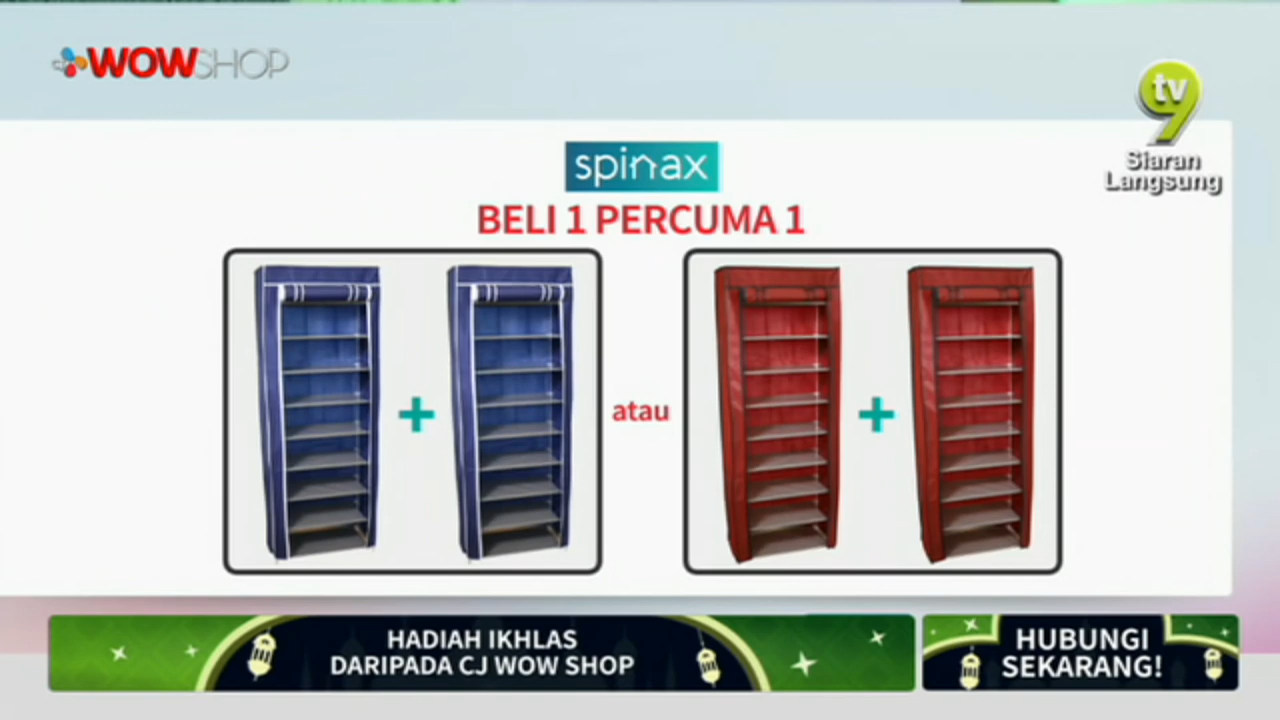 WOWSHOP
tv9
Siaran
Langsung
spinax
BELI 1 PERCUMA 1
atau
HADIAH IKHLAS
DARIPADA CJ WOW SHOP
HUBUNGI
SEKARANG!